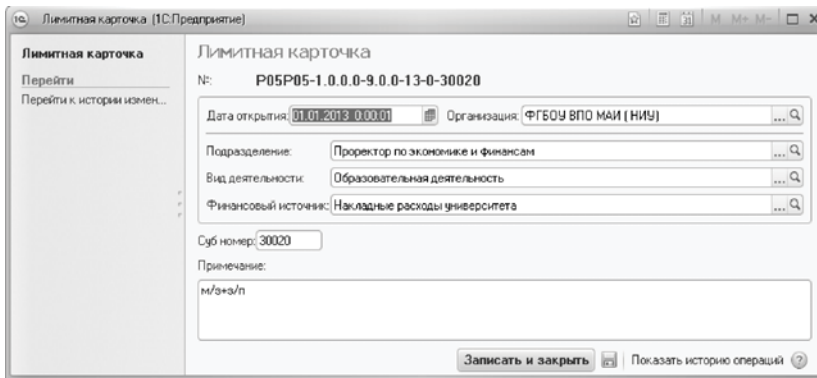 Лимитная карточка (1С:Предприятие)
M M+ M-
Лимитная карточка
Перейти
Перейти к истории измен...
Лимитная карточка
№: Р05Р05-1.0.0.0-9.0.0-13-0-30020
Дата открытия: 01.01.2013 0:00:01 Организация: ФГБОУ ВПО МАИ ( НИУ)
Подразделение: Проректор по экономике и финансам
Вид деятельности: Образовательная деятельность
Финансовый источник: Накладные расходы университета
Суб номер: 30020
Примечание:
м/э+э/п
Записать и закрыть Показать историю операций